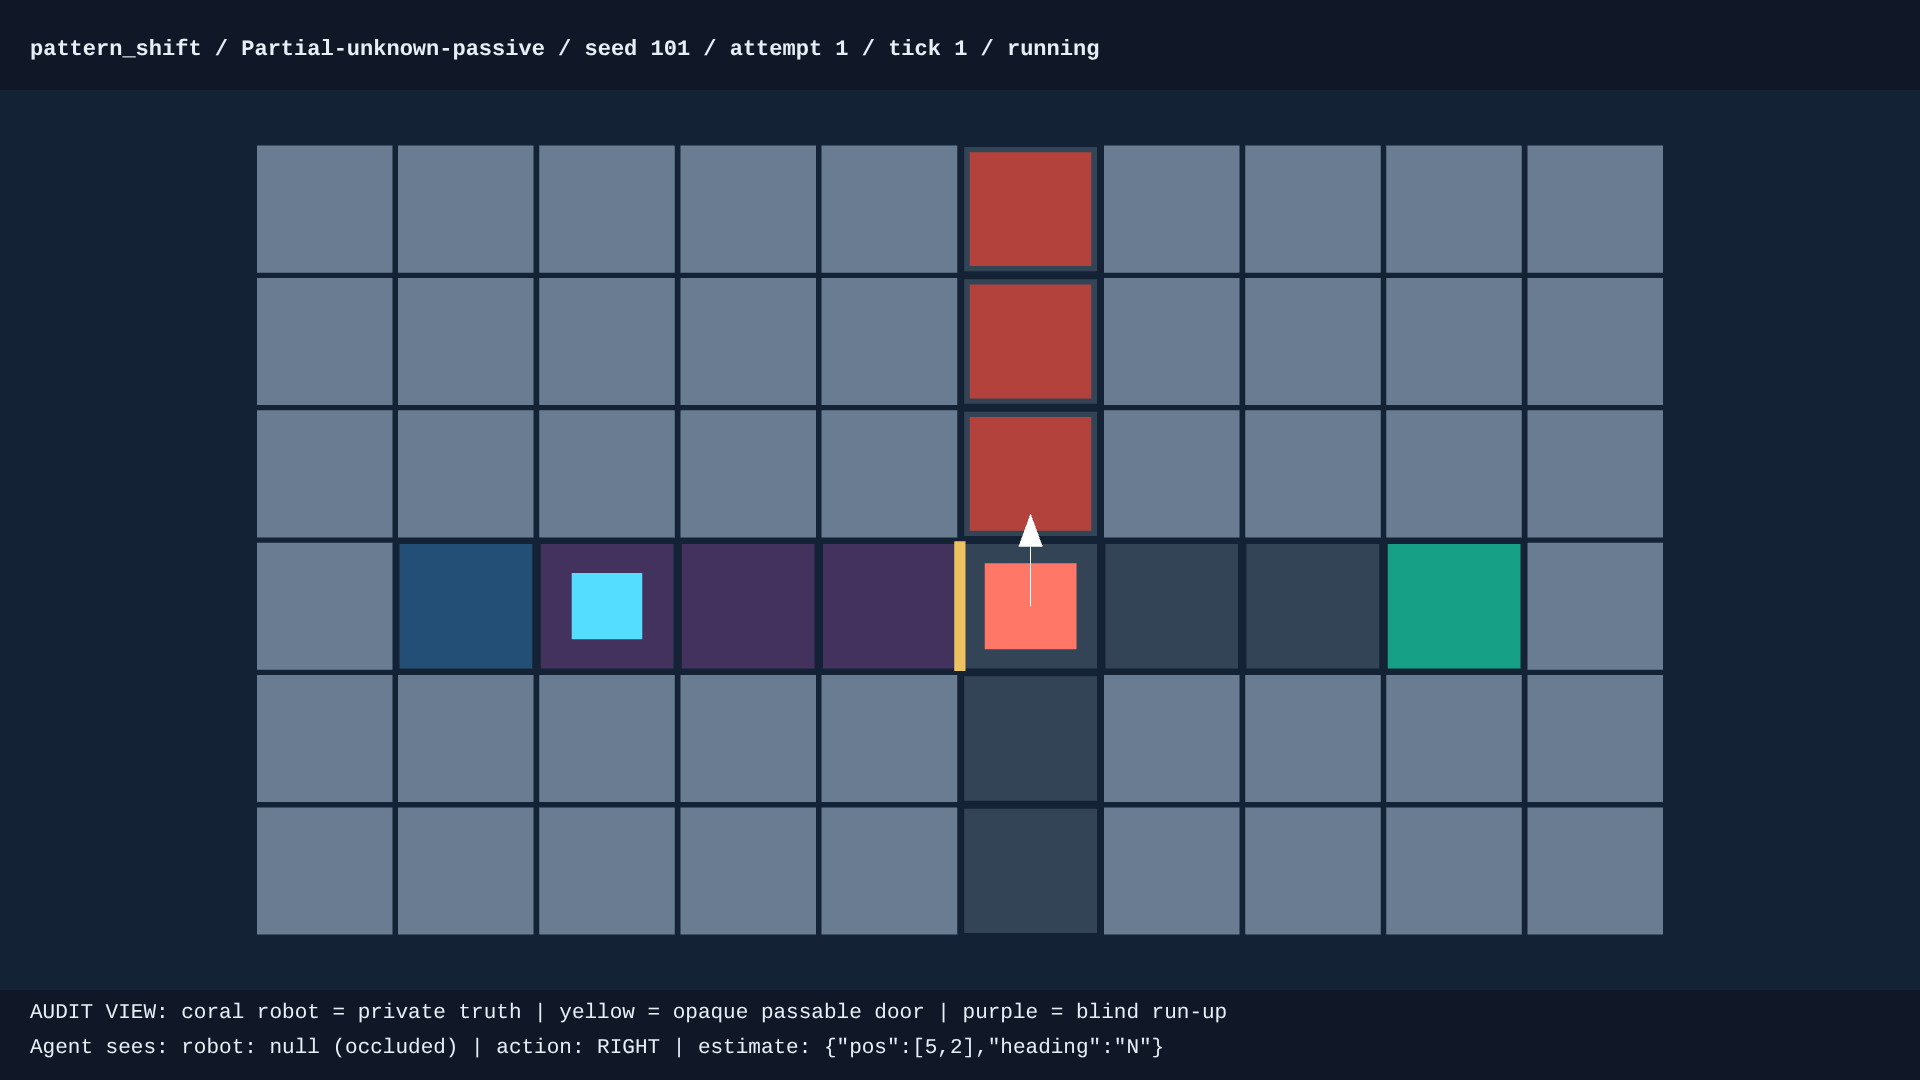 pattern_shift / Partial-unknown-passive / seed 101 / attempt 1 / tick 1 / running
AUDIT VIEW: coral robot = private truth | yellow = opaque passable door | purple = blind run-up
Agent sees: robot: null (occluded) | action: RIGHT | estimate: {"pos":[5,2],"heading":"N"}